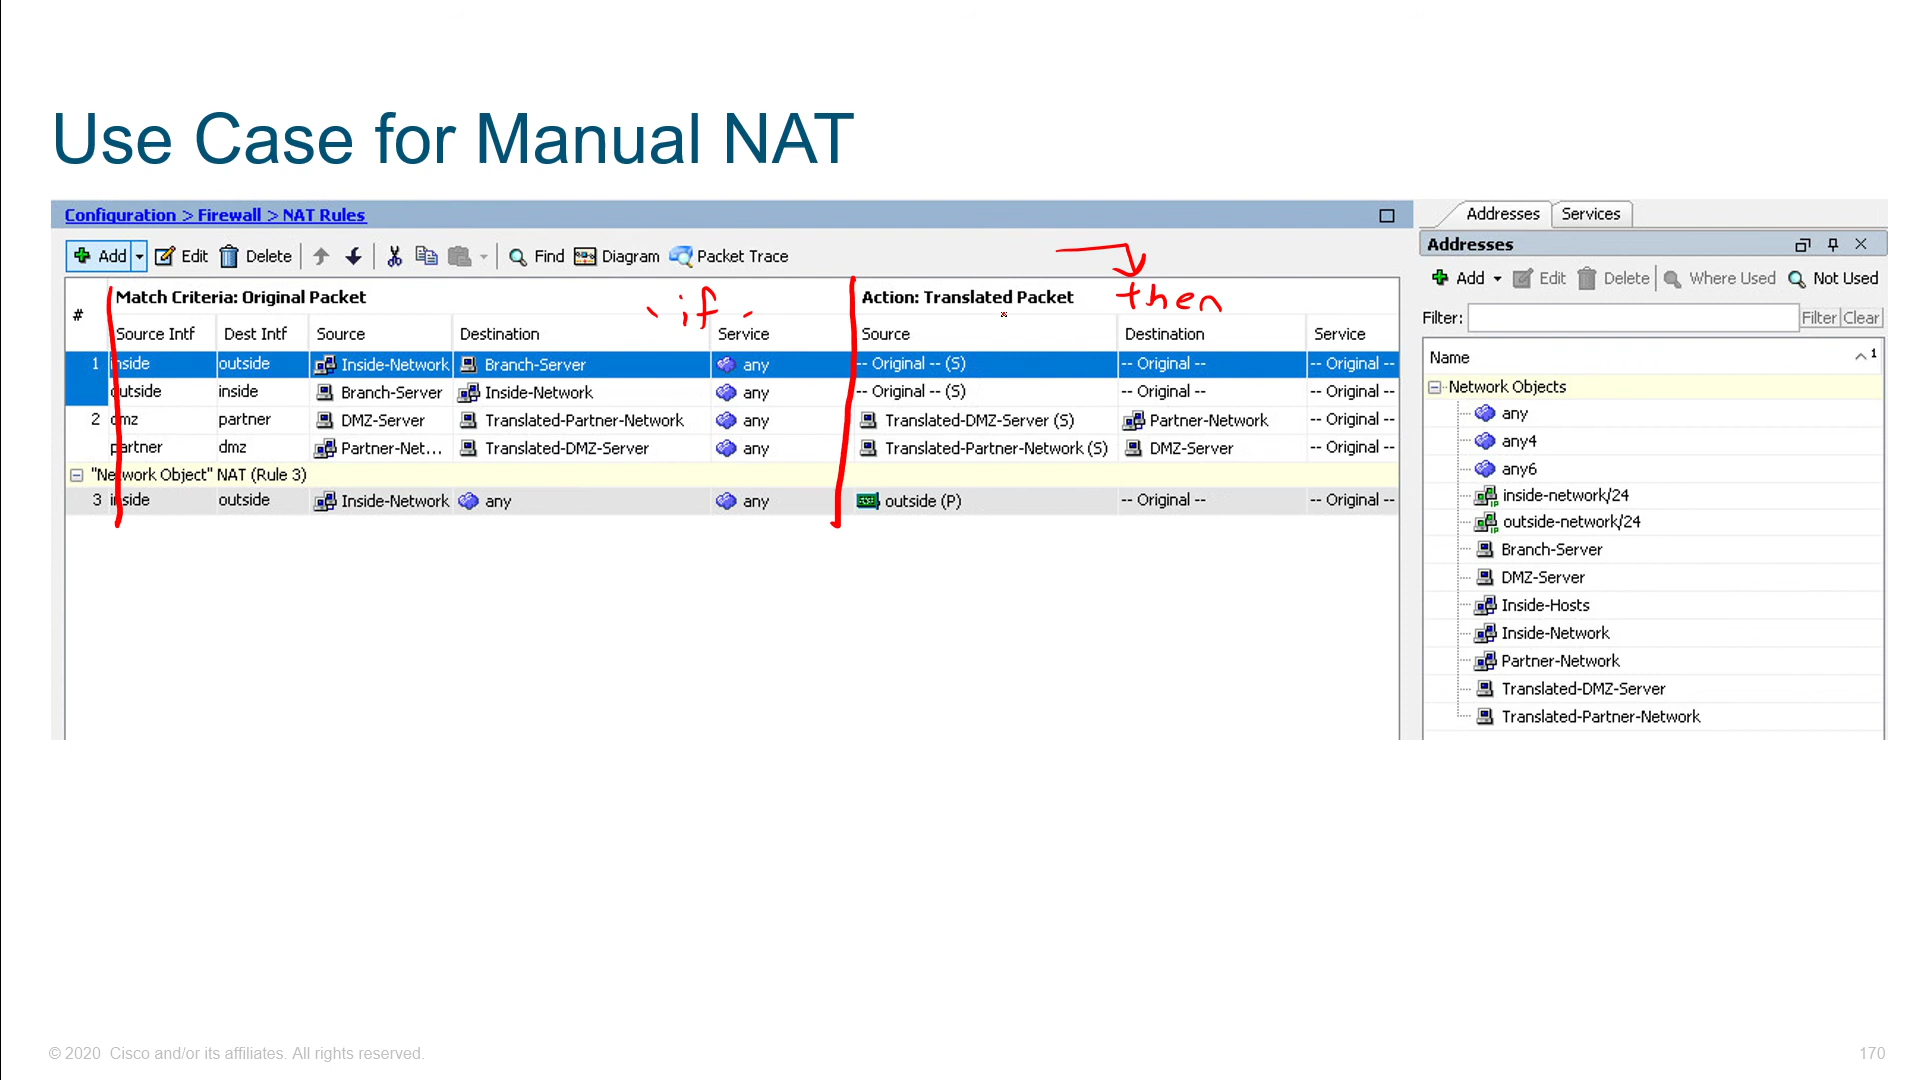 Use Case for Manual NAT
Configuration > Firewall > NAT Rules
Add Edit Delete Find Diagram Packet Trace
# Match Criteria: Original Packet if Action: Translated Packet then
Source Intf Dest Intf Source Destination Service Source Destination Service
1 inside outside Inside-Network Branch-Server any -- Original -- (S) -- Original -- -- Original --
outside inside Branch-Server Inside-Network any -- Original -- (S) -- Original -- -- Original --
2 dmz partner DMZ-Server Translated-Partner-Network any Translated-DMZ-Server (S) Partner-Network -- Original --
partner dmz Partner-Net... Translated-DMZ-Server any Translated-Partner-Network (S) DMZ-Server -- Original --
"Network Object" NAT (Rule 3)
3 inside outside Inside-Network any any outside (P) -- Original -- -- Original --
Addresses Services
Addresses
Add Edit Delete Where Used Not Used
Filter: Filter Clear
Name 1
Network Objects
any
any4
any6
inside-network/24
outside-network/24
Branch-Server
DMZ-Server
Inside-Hosts
Inside-Network
Partner-Network
Translated-DMZ-Server
Translated-Partner-Network
© 2020 Cisco and/or its affiliates. All rights reserved.
170